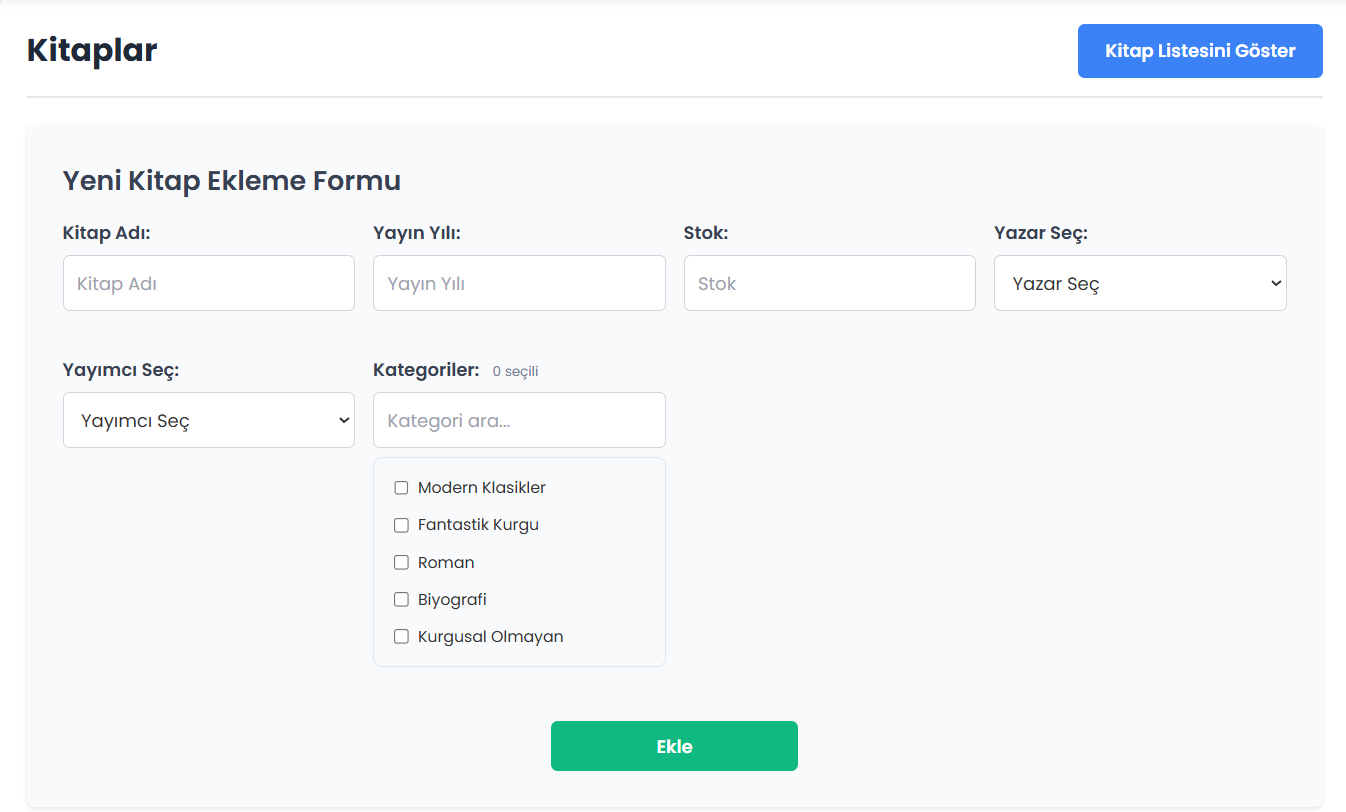 Kitaplar
Kitap Listesini Göster
Yeni Kitap Ekleme Formu
Kitap Adı:
Yayın Yılı:
Stok:
Yazar Seç:
Kitap Adı
Yayın Yılı
Stok
Yazar Seç
Yayımcı Seç:
Kategoriler: 0 seçili
Yayımcı Seç
Kategori ara...
Modern Klasikler
Fantastik Kurgu
Roman
Biyografi
Kurgusal Olmayan
Ekle